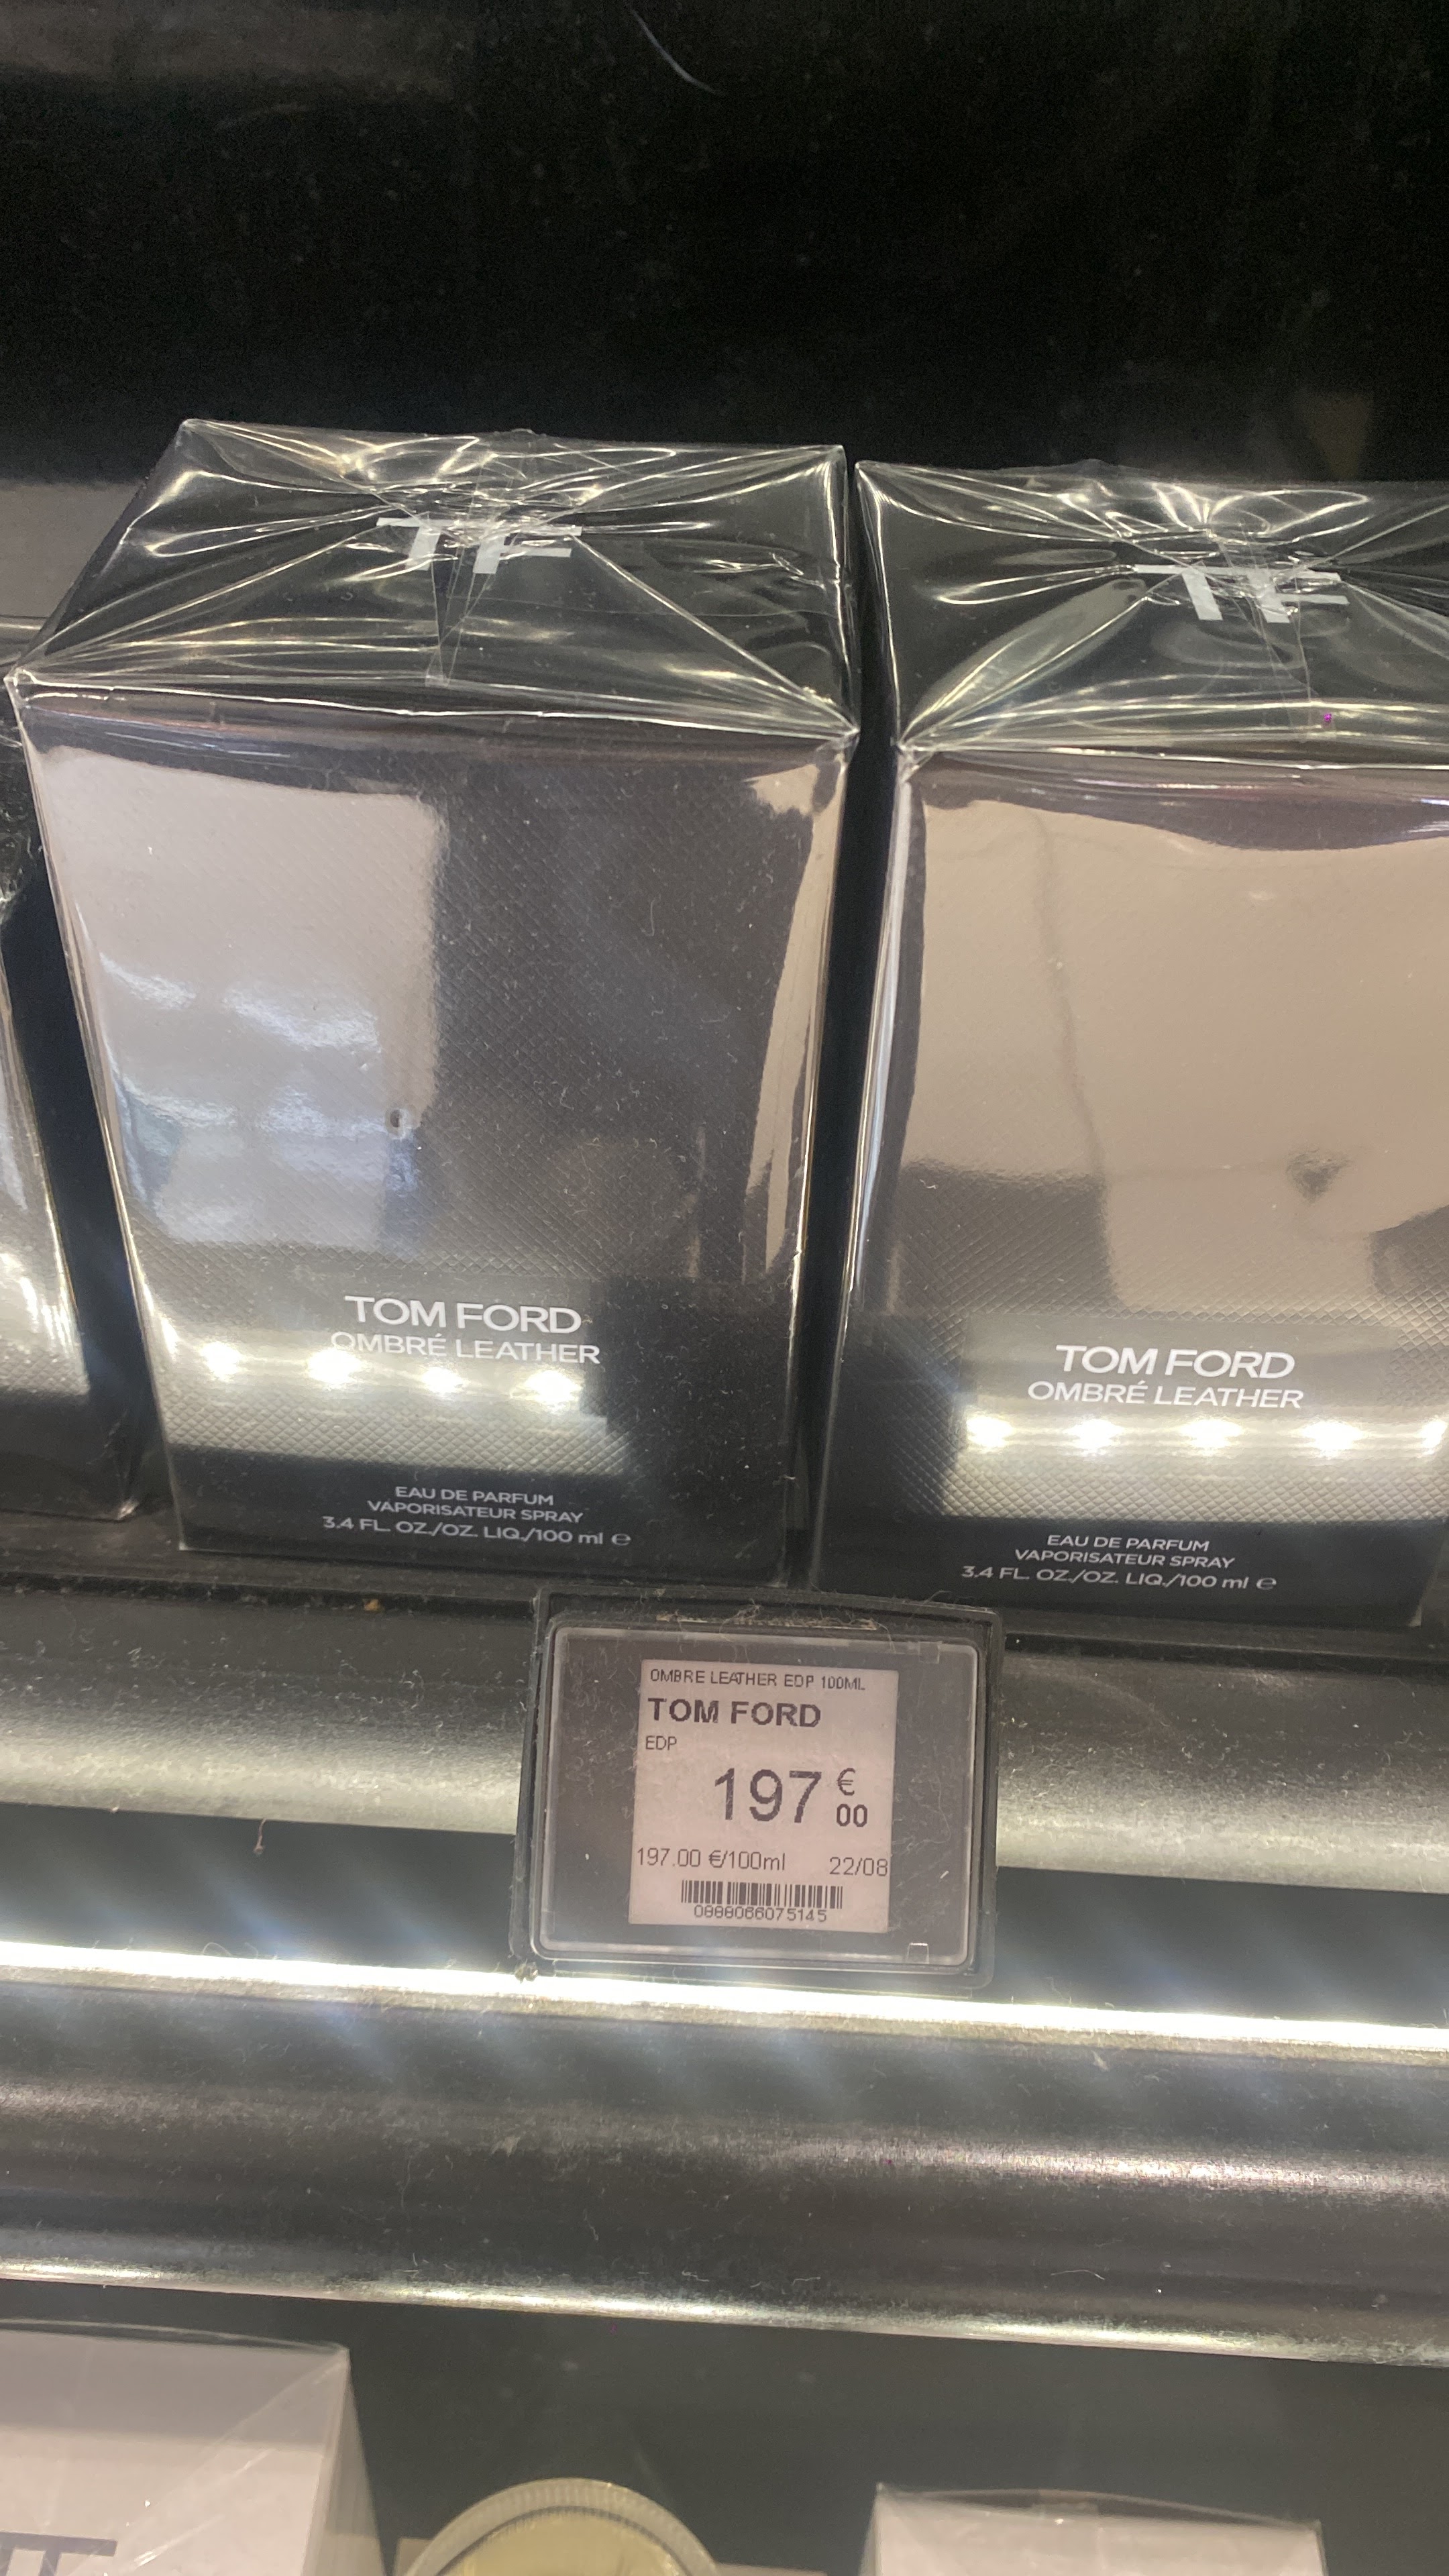 TF
TF
TOM FORD
OMBRÉ LEATHER
EAU DE PARFUM
VAPORISATEUR SPRAY
3.4 FL. OZ./OZ. LIQ./100 ml ℮
TOM FORD
OMBRÉ LEATHER
EAU DE PARFUM
VAPORISATEUR SPRAY
3.4 FL. OZ./OZ. LIQ./100 ml ℮
OMBRE LEATHER EDP 100ML
TOM FORD
EDP
197 €
00
197.00 €/100ml 22/08
0888066075145